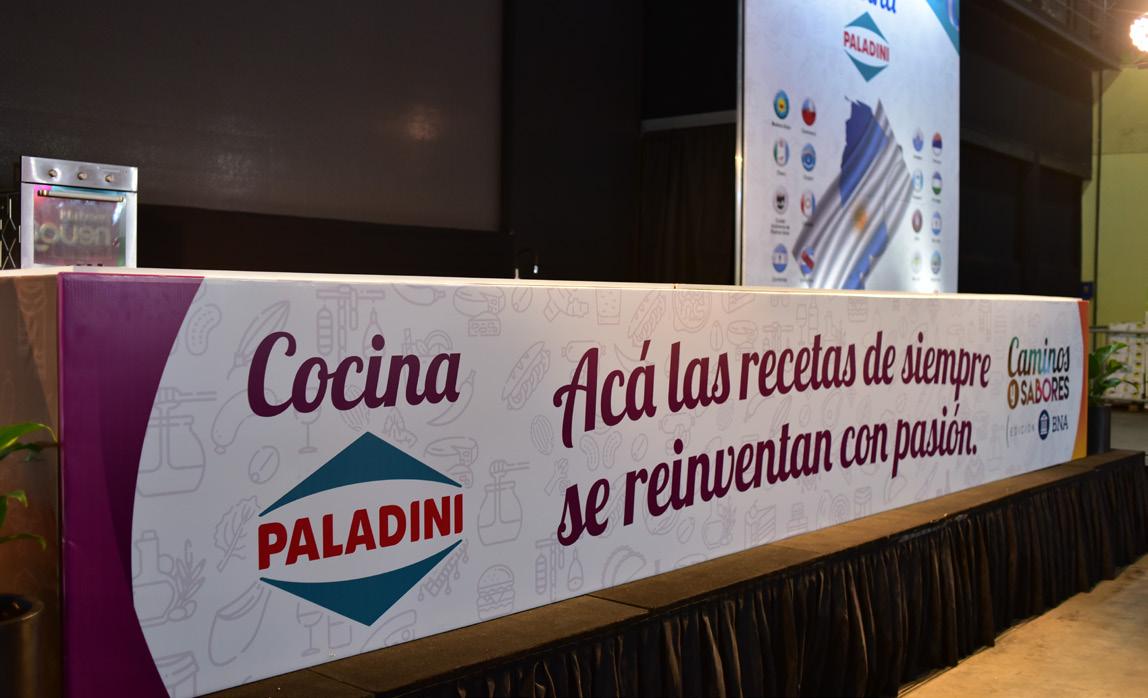 PALADINI
Cocina
PALADINI
Acá las recetas de siempre
se reinventan con pasión.
Caminos
SABORES
EDICIÓN BNA